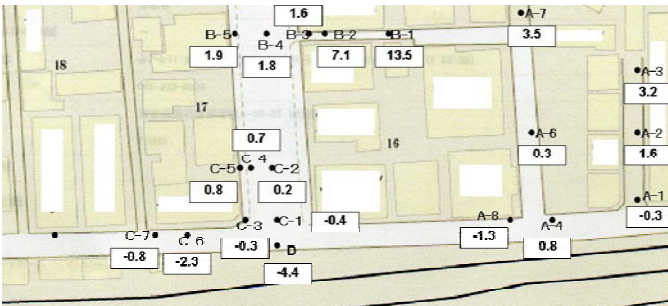 1.6
A-7
B-5
B-4
B-3
B-2
B-1
3.5
1.9
1.8
7.1
13.5
18
A-3
3.2
17
0.7
16
A-6
A-2
0.3
1.6
C-5
C 4
C-2
0.8
0.2
A-1
-0.3
C-7
C 6
C-3
C-1
-0.4
A-8
A-4
-0.8
-2.3
-0.3
D
-1.3
0.8
-4.4